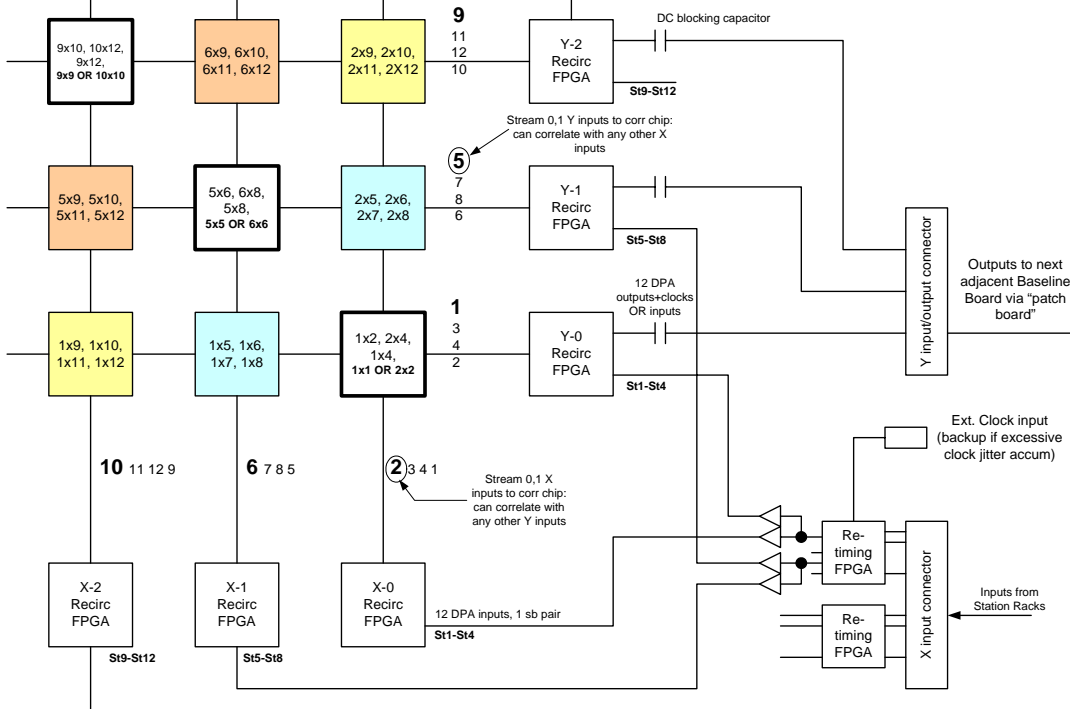 9
11
12
10
DC blocking capacitor
9x10, 10x12,
9x12,
9x9 OR 10x10
6x9, 6x10,
6x11, 6x12
2x9, 2x10,
2x11, 2X12
Y-2
Recirc
FPGA
St9-St12
Stream 0,1 Y inputs to corr chip:
can correlate with any other X
inputs
5
7
8
6
5x9, 5x10,
5x11, 5x12
5x6, 6x8,
5x8,
5x5 OR 6x6
2x5, 2x6,
2x7, 2x8
Y-1
Recirc
FPGA
St5-St8
Y input/output connector
Outputs to next
adjacent Baseline
Board via “patch
board”
12 DPA
outputs+clocks
OR inputs
1
3
4
2
1x9, 1x10,
1x11, 1x12
1x5, 1x6,
1x7, 1x8
1x2, 2x4,
1x4,
1x1 OR 2x2
Y-0
Recirc
FPGA
St1-St4
Ext. Clock input
(backup if excessive
clock jitter accum)
10 11 12 9
6 7 8 5
2 3 4 1
Stream 0,1 X
inputs to corr chip:
can correlate with
any other Y inputs
Re-
timing
FPGA
X input connector
Inputs from
Station Racks
Re-
timing
FPGA
X-2
Recirc
FPGA
St9-St12
X-1
Recirc
FPGA
St5-St8
X-0
Recirc
FPGA
12 DPA inputs, 1 sb pair
St1-St4